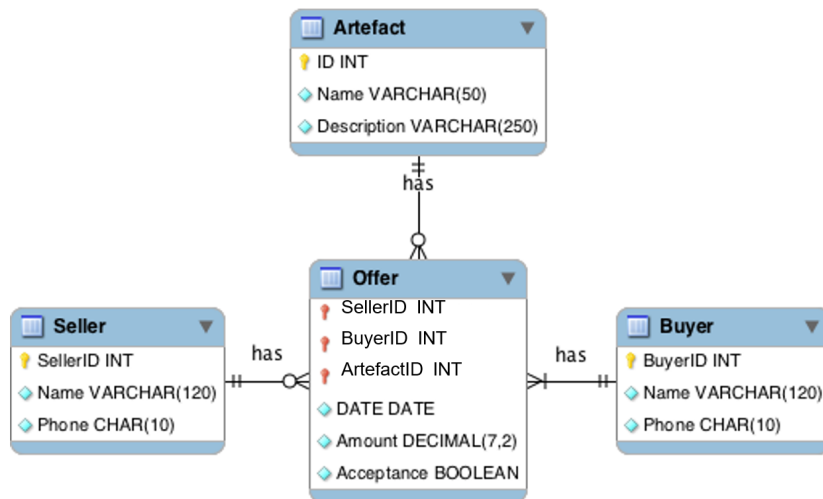 Artefact
ID INT
Name VARCHAR(50)
Description VARCHAR(250)
has
Offer
SellerID INT
BuyerID INT
ArtefactID INT
DATE DATE
Amount DECIMAL(7,2)
Acceptance BOOLEAN
Seller
SellerID INT
Name VARCHAR(120)
Phone CHAR(10)
has
has
Buyer
BuyerID INT
Name VARCHAR(120)
Phone CHAR(10)